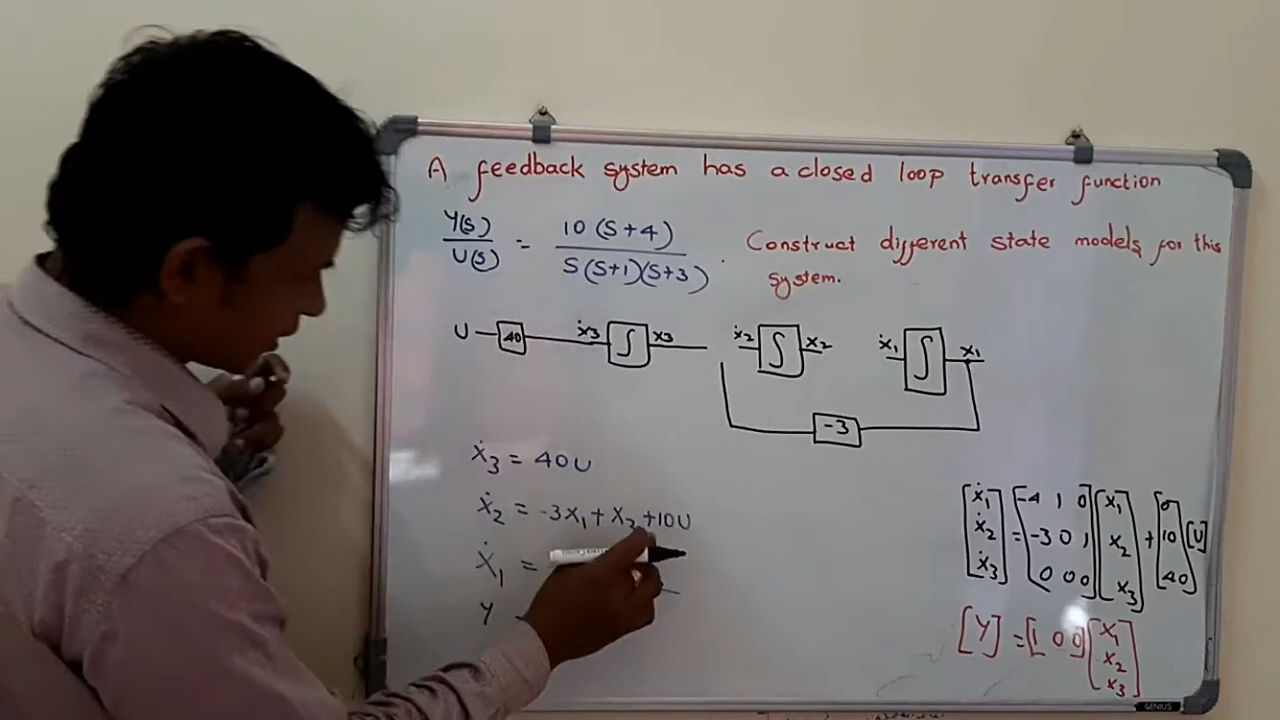 A feedback system has a closed loop transfer function
Y(s)/U(s) = 10(S+4) / S(S+1)(S+3) . Construct different state models for this
system.
U 40 ẋ3 ∫ x3 ẋ2 ∫ x2 ẋ1 ∫ x1
-3
ẋ3 = 40U
ẋ2 = -3x1 + x3 + 10U
ẋ1 =
Y
[ẋ1 ẋ2 ẋ3] = [-4 1 0; -3 0 1; 0 0 0] [x1 x2 x3] + [0 10 40] [U]
[Y] = [1 0 0] [x1 x2 x3]
GENIUS